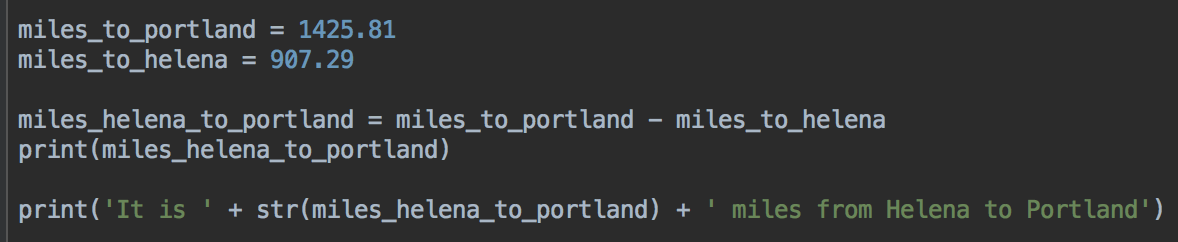 miles_to_portland = 1425.81
miles_to_helena = 907.29
miles_helena_to_portland = miles_to_portland - miles_to_helena
print(miles_helena_to_portland)
print('It is ' + str(miles_helena_to_portland) + ' miles from Helena to Portland')